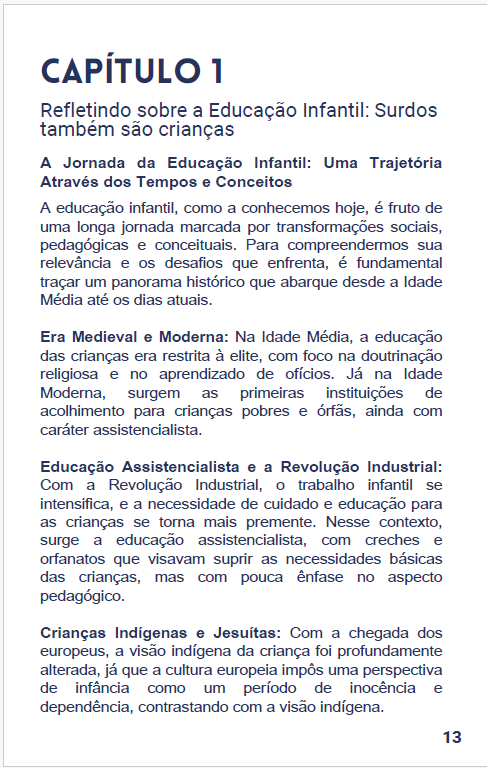 CAPÍTULO 1
Refletindo sobre a Educação Infantil: Surdos
também são crianças
A Jornada da Educação Infantil: Uma Trajetória
Através dos Tempos e Conceitos
A educação infantil, como a conhecemos hoje, é fruto de
uma longa jornada marcada por transformações sociais,
pedagógicas e conceituais. Para compreendermos sua
relevância e os desafios que enfrenta, é fundamental
traçar um panorama histórico que abarque desde a Idade
Média até os dias atuais.
Era Medieval e Moderna: Na Idade Média, a educação
das crianças era restrita à elite, com foco na doutrinação
religiosa e no aprendizado de ofícios. Já na Idade
Moderna, surgem as primeiras instituições de
acolhimento para crianças pobres e órfãs, ainda com
caráter assistencialista.
Educação Assistencialista e a Revolução Industrial:
Com a Revolução Industrial, o trabalho infantil se
intensifica, e a necessidade de cuidado e educação para
as crianças se torna mais premente. Nesse contexto,
surge a educação assistencialista, com creches e
orfanatos que visavam suprir as necessidades básicas
das crianças, mas com pouca ênfase no aspecto
pedagógico.
Crianças Indígenas e Jesuítas: Com a chegada dos
europeus, a visão indígena da criança foi profundamente
alterada, já que a cultura europeia impôs uma perspectiva
de infância como um período de inocência e
dependência, contrastando com a visão indígena.
13